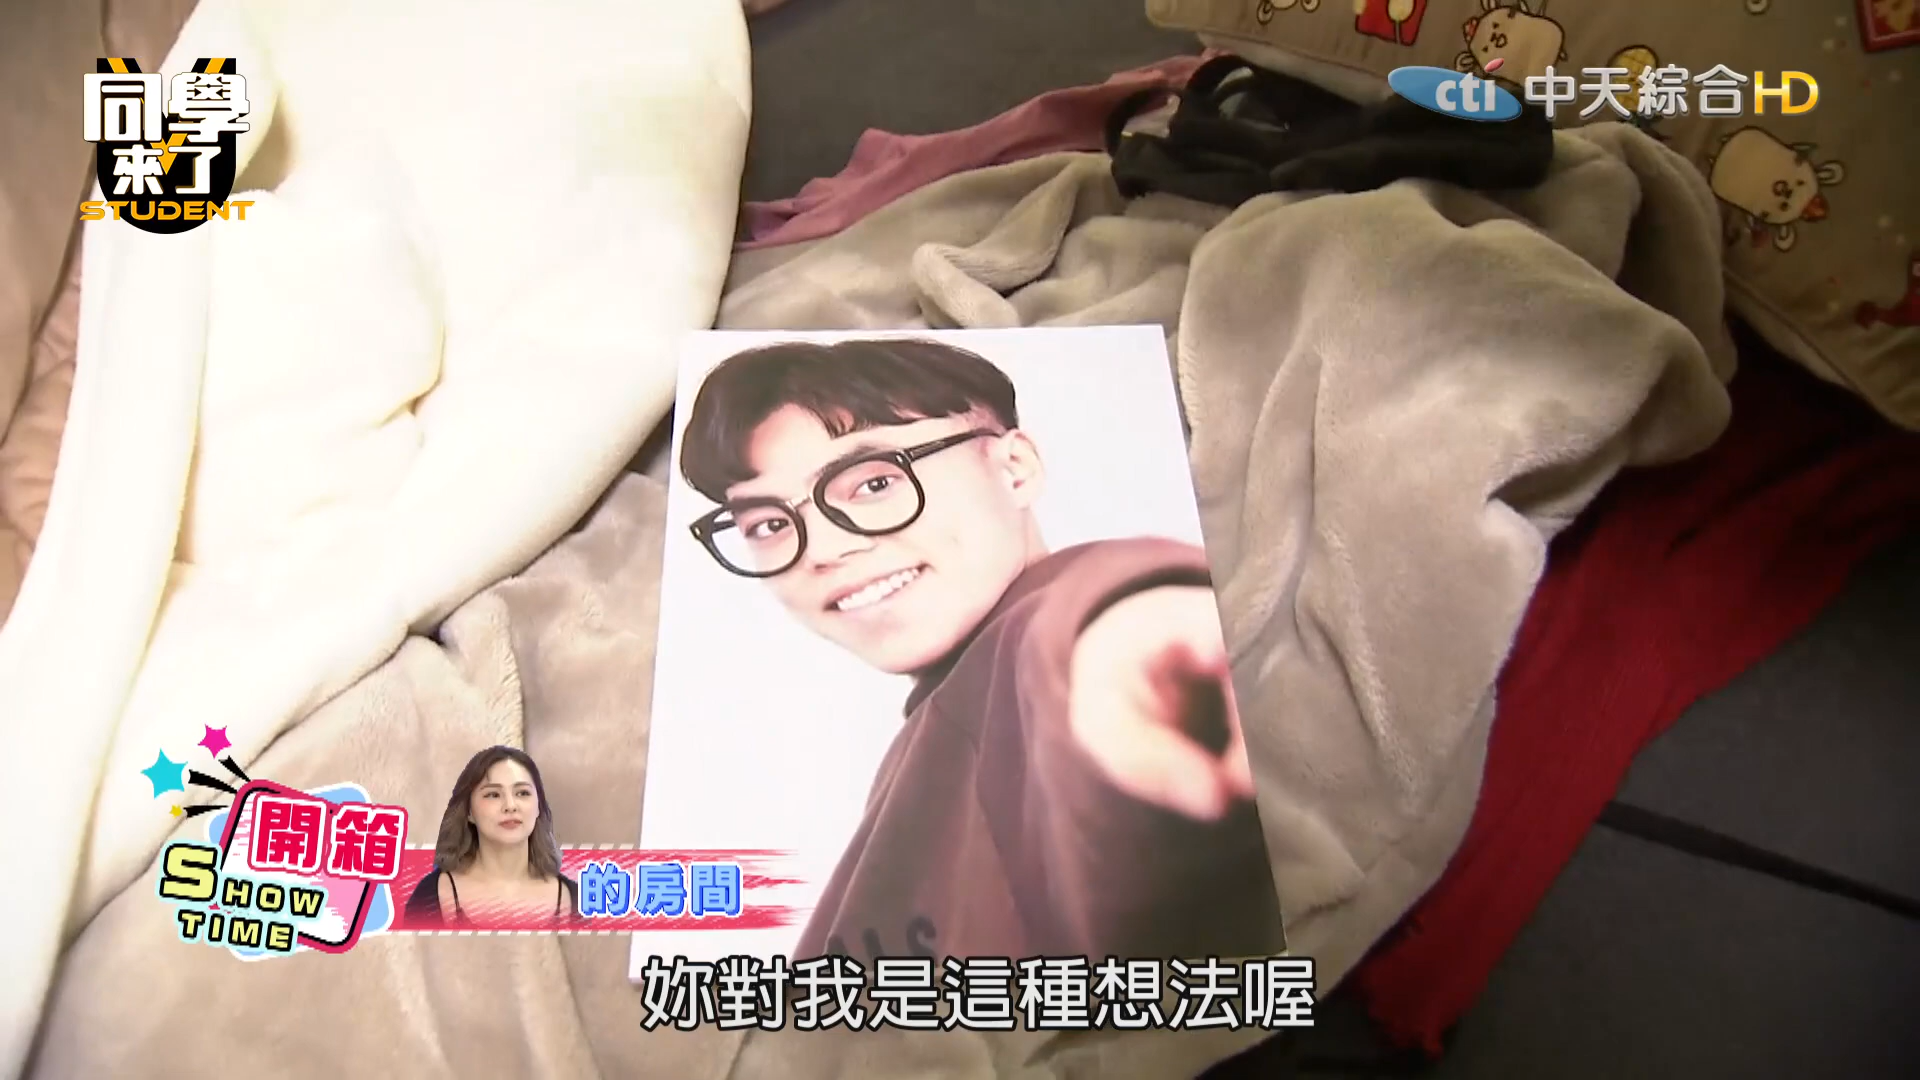 同學
來了
STUDENT
cti 中天綜合HD
開箱
SHOW
TIME
的房間
妳對我是這種想法喔